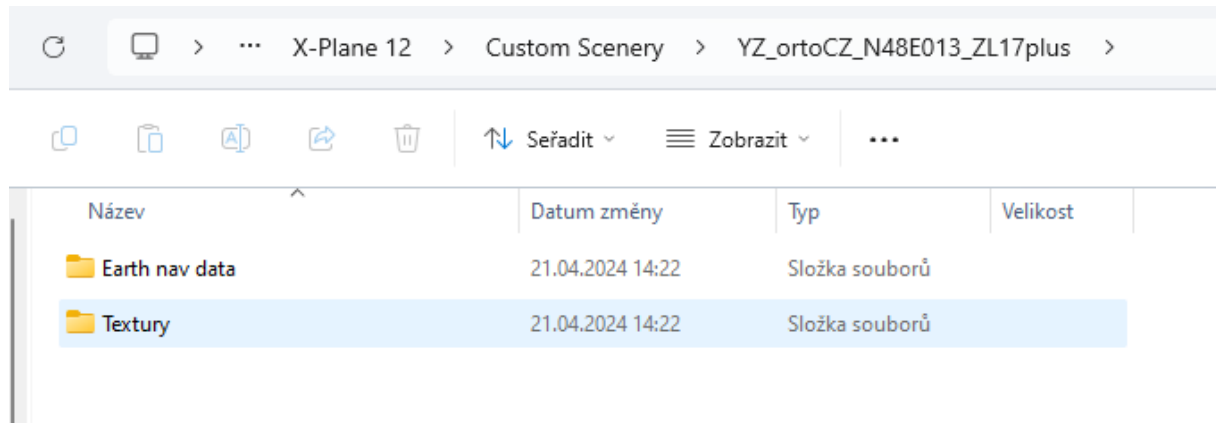 ··· X-Plane 12 > Custom Scenery > YZ_ortoCZ_N48E013_ZL17plus >
Seřadit Zobrazit ···
Název Datum změny Typ Velikost
Earth nav data 21.04.2024 14:22 Složka souborů
Textury 21.04.2024 14:22 Složka souborů